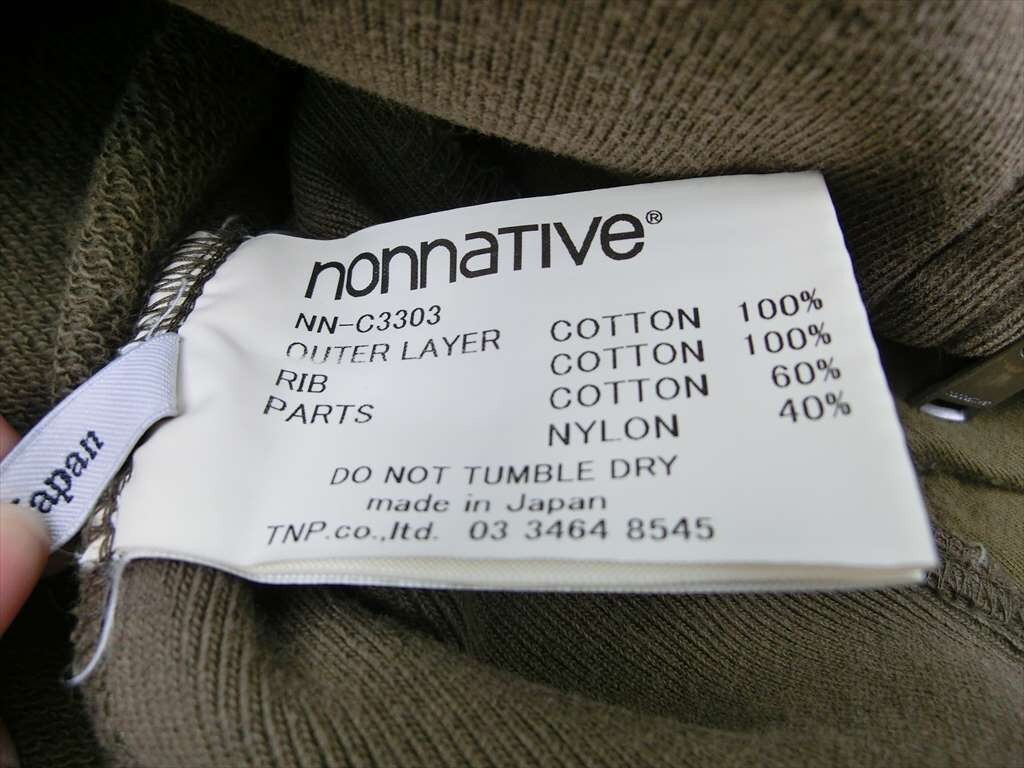 nonnative®
NN-C3303
OUTER LAYER COTTON 100%
RIB COTTON 100%
PARTS COTTON 60%
NYLON 40%
DO NOT TUMBLE DRY
made in Japan
TNP.co.,ltd. 03 3464 8545
Japan